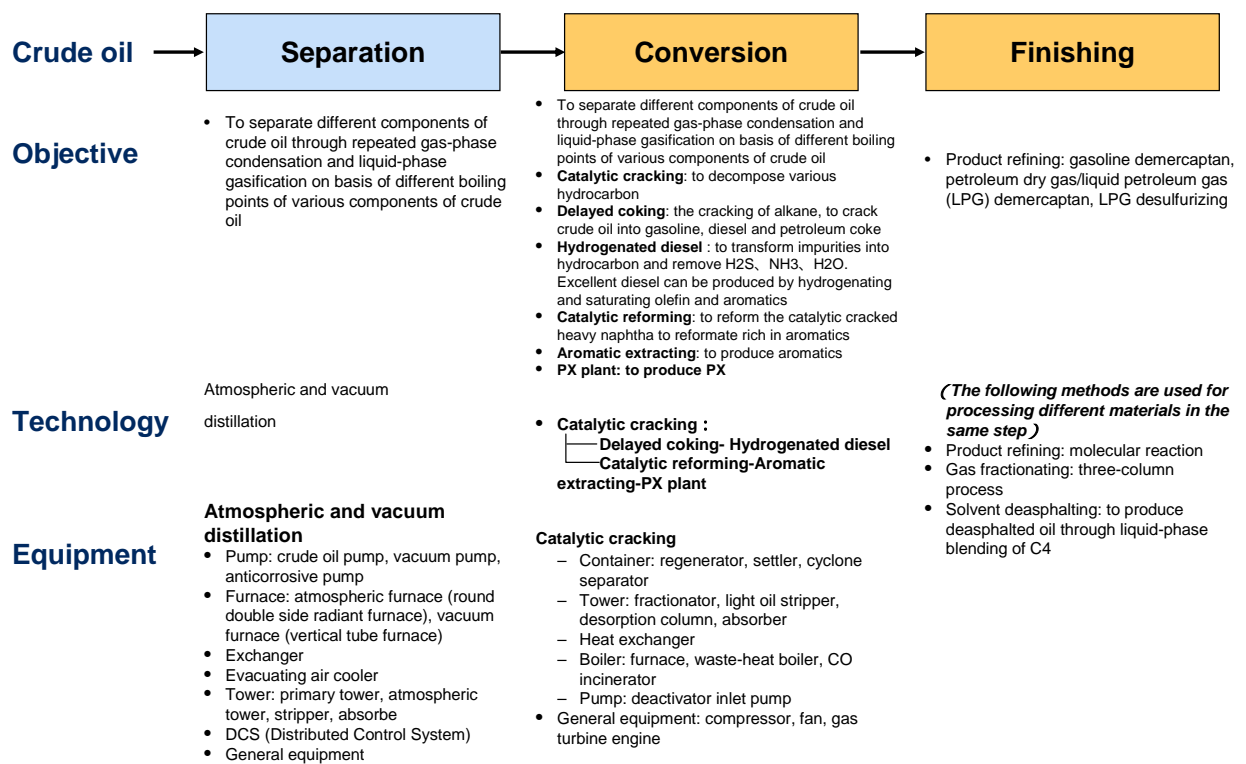 Crude oil
Separation
Conversion
Finishing
Objective
• To separate different components of
crude oil through repeated gas-phase
condensation and liquid-phase
gasification on basis of different boiling
points of various components of crude
oil
• To separate different components of crude oil
through repeated gas-phase condensation and
liquid-phase gasification on basis of different boiling
points of various components of crude oil
• Catalytic cracking: to decompose various
hydrocarbon
• Delayed coking: the cracking of alkane, to crack
crude oil into gasoline, diesel and petroleum coke
• Hydrogenated diesel : to transform impurities into
hydrocarbon and remove H2S、NH3、H2O.
Excellent diesel can be produced by hydrogenating
and saturating olefin and aromatics
• Catalytic reforming: to reform the catalytic cracked
heavy naphtha to reformate rich in aromatics
• Aromatic extracting: to produce aromatics
• PX plant: to produce PX
• Product refining: gasoline demercaptan,
petroleum dry gas/liquid petroleum gas
(LPG) demercaptan, LPG desulfurizing
Technology
Atmospheric and vacuum
distillation
• Catalytic cracking：
Delayed coking- Hydrogenated diesel
Catalytic reforming-Aromatic
extracting-PX plant
（The following methods are used for
processing different materials in the
same step）
• Product refining: molecular reaction
• Gas fractionating: three-column
process
• Solvent deasphalting: to produce
deasphalted oil through liquid-phase
blending of C4
Equipment
Atmospheric and vacuum
distillation
• Pump: crude oil pump, vacuum pump,
anticorrosive pump
• Furnace: atmospheric furnace (round
double side radiant furnace), vacuum
furnace (vertical tube furnace)
• Exchanger
• Evacuating air cooler
• Tower: primary tower, atmospheric
tower, stripper, absorbe
• DCS (Distributed Control System)
• General equipment
Catalytic cracking
– Container: regenerator, settler, cyclone
separator
– Tower: fractionator, light oil stripper,
desorption column, absorber
– Heat exchanger
– Boiler: furnace, waste-heat boiler, CO
incinerator
– Pump: deactivator inlet pump
• General equipment: compressor, fan, gas
turbine engine